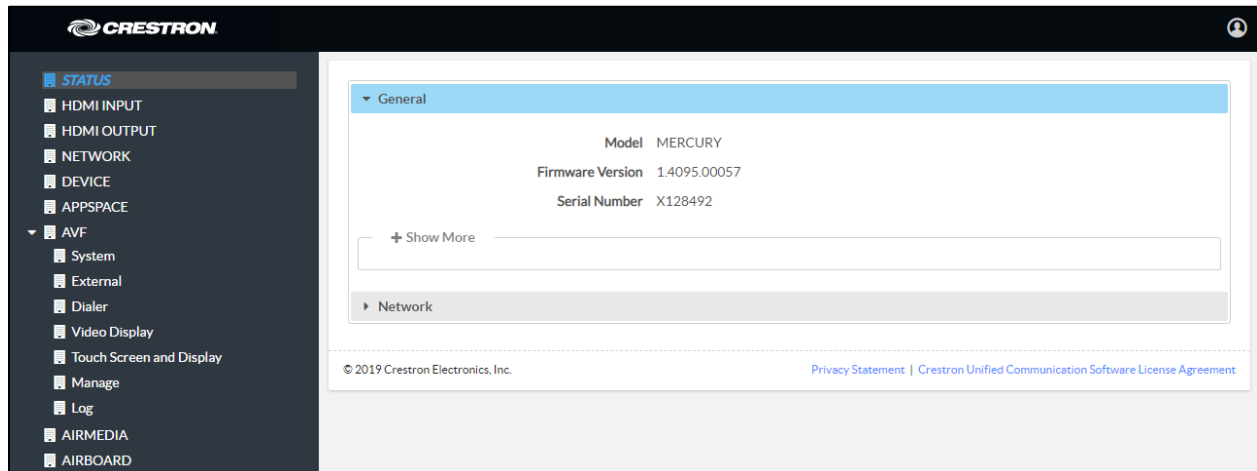 CRESTRON
STATUS
HDMI INPUT
HDMI OUTPUT
NETWORK
DEVICE
APPSPACE
AVF
System
External
Dialer
Video Display
Touch Screen and Display
Manage
Log
AIRMEDIA
AIRBOARD
General
Model MERCURY
Firmware Version 1.4095.00057
Serial Number X128492
+ Show More
Network
© 2019 Crestron Electronics, Inc. Privacy Statement | Crestron Unified Communication Software License Agreement